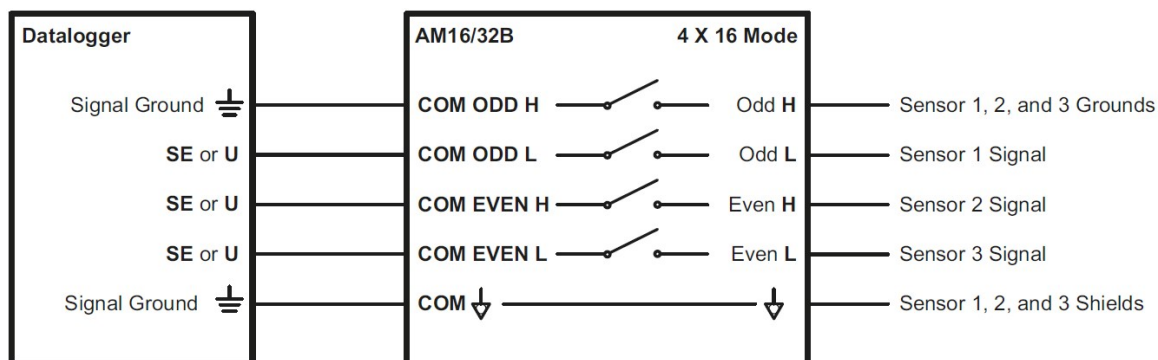 Datalogger AM16/32B 4 X 16 Mode
Signal Ground COM ODD H Odd H Sensor 1, 2, and 3 Grounds
SE or U COM ODD L Odd L Sensor 1 Signal
SE or U COM EVEN H Even H Sensor 2 Signal
SE or U COM EVEN L Even L Sensor 3 Signal
Signal Ground COM Sensor 1, 2, and 3 Shields